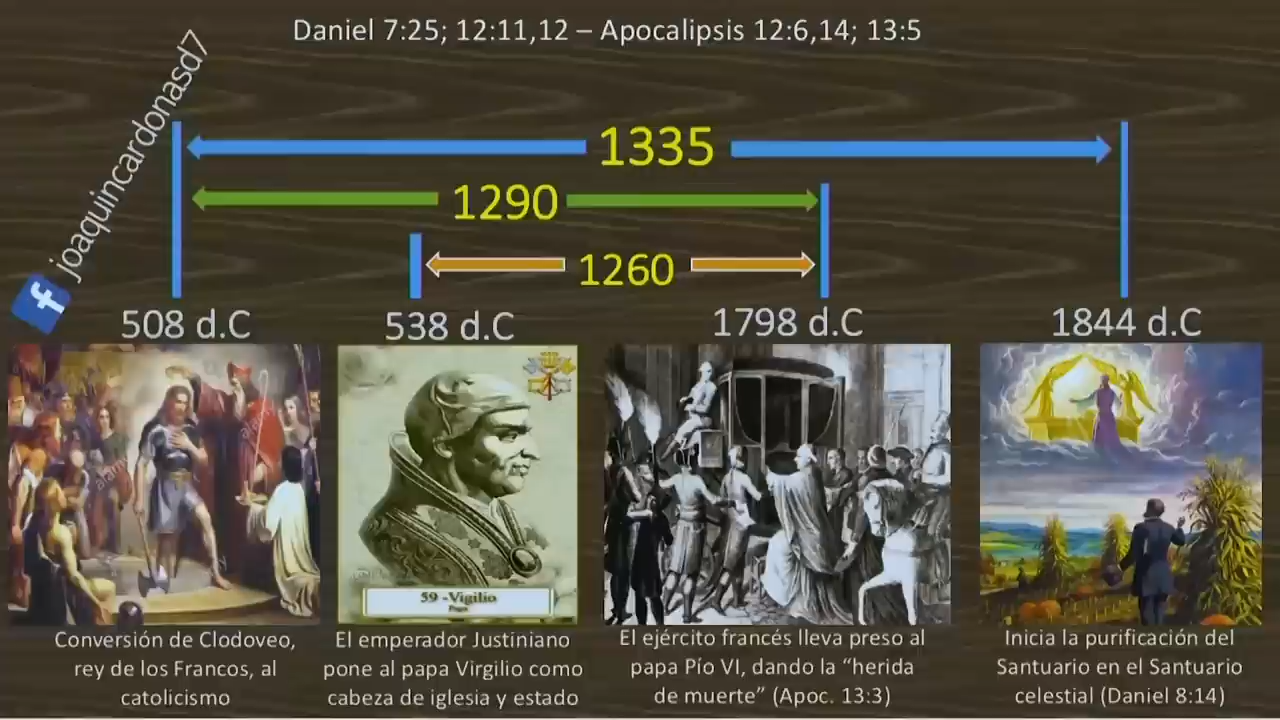 Daniel 7:25; 12:11,12 – Apocalipsis 12:6,14; 13:5
joaquincardonasd7
1335
1290
1260
508 d.C
538 d.C
1798 d.C
1844 d.C
59 -Vigilio
Papa
Conversión de Clodoveo,
rey de los Francos, al
catolicismo
El emperador Justiniano
pone al papa Virgilio como
cabeza de iglesia y estado
El ejército francés lleva preso al
papa Pío VI, dando la “herida
de muerte” (Apoc. 13:3)
Inicia la purificación del
Santuario en el Santuario
celestial (Daniel 8:14)